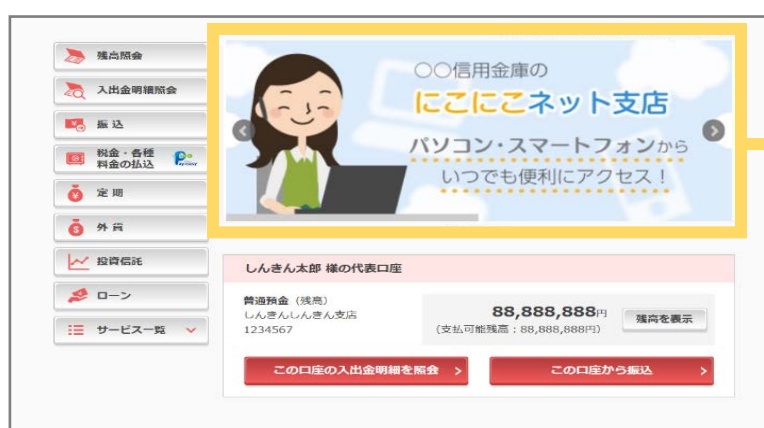 残高照会
入出金明細照会
振込
税金・各種
料金の払込
Pay-easy
定期
外貨
投資信託
ローン
サービス一覧
○○信用金庫の
にこにこネット支店
パソコン・スマートフォンから
いつでも便利にアクセス！
しんきん太郎 様の代表口座
普通預金（残高）
しんきんしんきん支店
1234567
88,888,888円
（支払可能残高：88,888,888円）
残高を表示
この口座の入出金明細を照会
この口座から振込